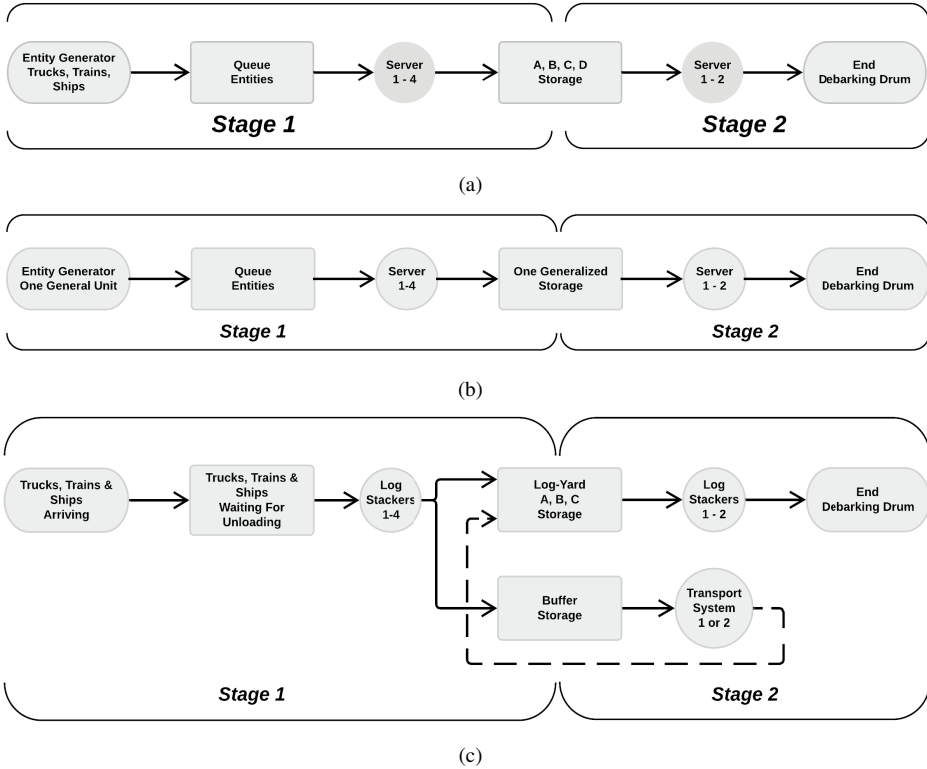 Entity Generator
Trucks, Trains,
Ships
Queue
Entities
Server
1 - 4
A, B, C, D
Storage
Server
1 - 2
End
Debarking Drum
Stage 1
Stage 2
(a)
Entity Generator
One General Unit
Queue
Entities
Server
1-4
One Generalized
Storage
Server
1 - 2
End
Debarking Drum
Stage 1
Stage 2
(b)
Trucks, Trains &
Ships
Arriving
Trucks, Trains &
Ships
Waiting For
Unloading
Log
Stackers
1-4
Log-Yard
A, B, C
Storage
Log
Stackers
1 - 2
End
Debarking Drum
Buffer
Storage
Transport
System
1 or 2
Stage 1
Stage 2
(c)